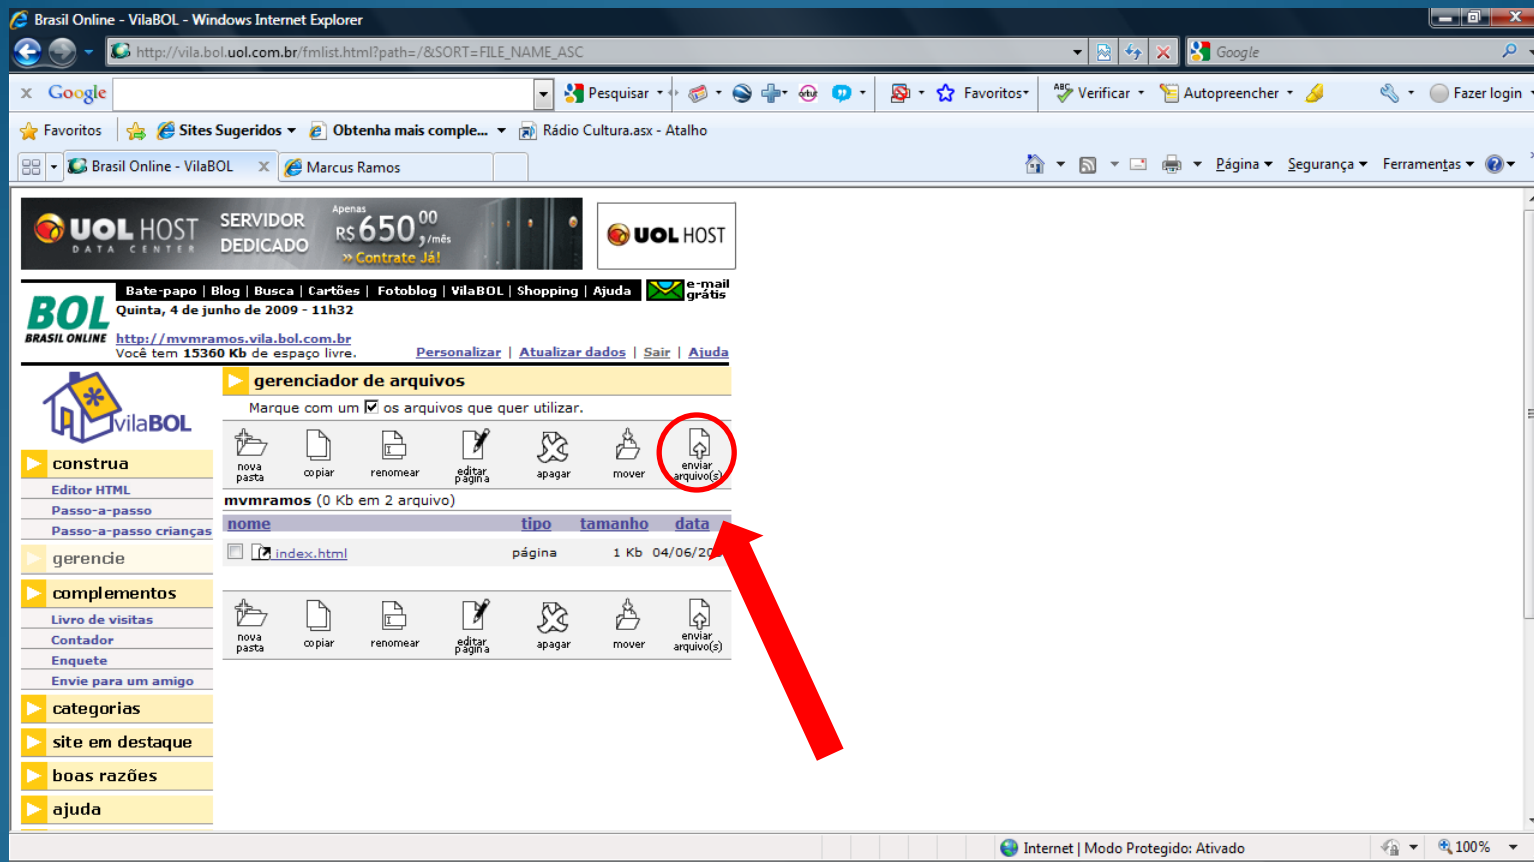 Brasil Online - VilaBOL - Windows Internet Explorer
http://vila.bol.uol.com.br/fmlist.html?path=/&SORT=FILE_NAME_ASC
Google
x Google Pesquisar Favoritos Verificar Autopreencher Fazer login
Favoritos Sites Sugeridos Obtenha mais comple... Rádio Cultura.asx - Atalho
Brasil Online - VilaBOL x Marcus Ramos Página Segurança Ferramentas
UOL HOST
DATA CENTER
SERVIDOR
DEDICADO
Apenas
R$ 650,00/mês
» Contrate Já!
UOL HOST
Bate-papo | Blog | Busca | Cartões | Fotoblog | VilaBOL | Shopping | Ajuda e-mail grátis
BOL
BRASIL ONLINE
Quinta, 4 de junho de 2009 - 11h32
http://mvmramos.vila.bol.com.br
Você tem 15360 Kb de espaço livre. Personalizar | Atualizar dados | Sair | Ajuda
vilaBOL
construa
Editor HTML
Passo-a-passo
Passo-a-passo crianças
gerencie
complementos
Livro de visitas
Contador
Enquete
Envie para um amigo
categorias
site em destaque
boas razões
ajuda
gerenciador de arquivos
Marque com um os arquivos que quer utilizar.
nova pasta copiar renomear editar página apagar mover enviar arquivo(s)
mvmramos (0 Kb em 2 arquivo)
nome tipo tamanho data
index.html página 1 Kb 04/06/20
nova pasta copiar renomear editar página apagar mover enviar arquivo(s)
Internet | Modo Protegido: Ativado 100%